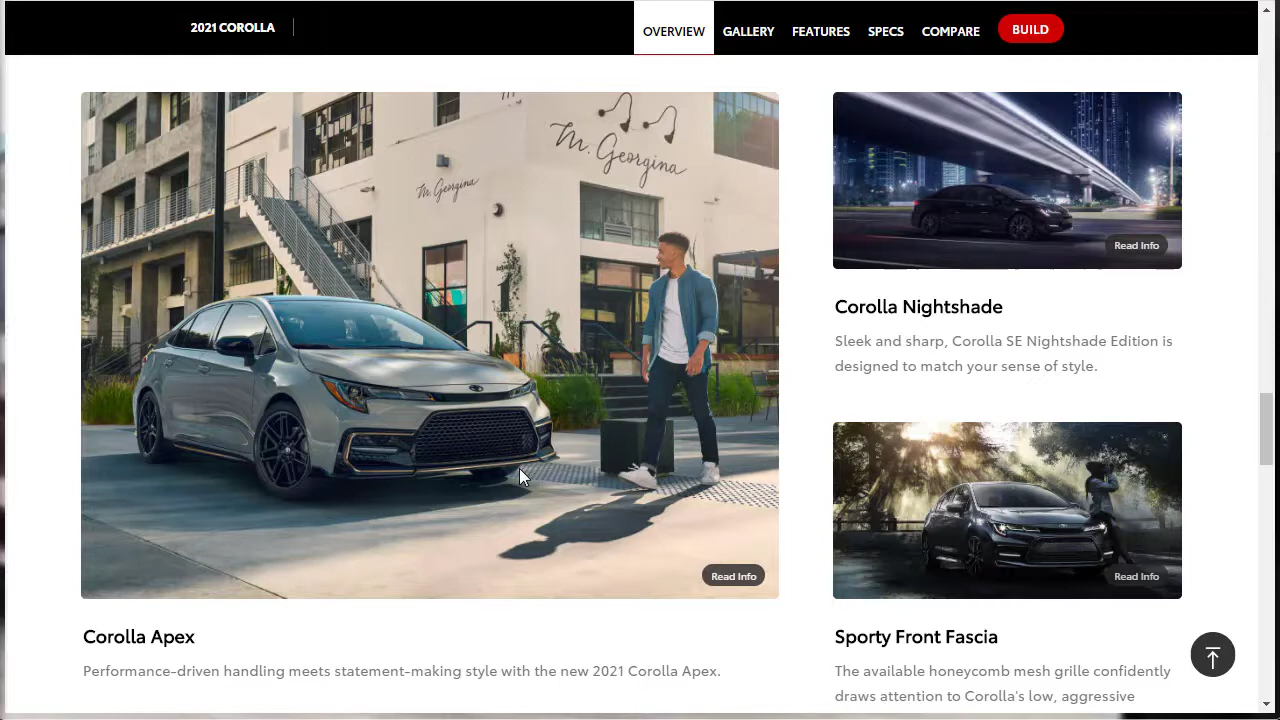 2021 COROLLA
OVERVIEW
GALLERY
FEATURES
SPECS
COMPARE
BUILD
M. Georgina
M. Georgina
Read Info
Corolla Apex
Performance-driven handling meets statement-making style with the new 2021 Corolla Apex.
Read Info
Corolla Nightshade
Sleek and sharp, Corolla SE Nightshade Edition is
designed to match your sense of style.
Read Info
Sporty Front Fascia
The available honeycomb mesh grille confidently
draws attention to Corolla's low, aggressive